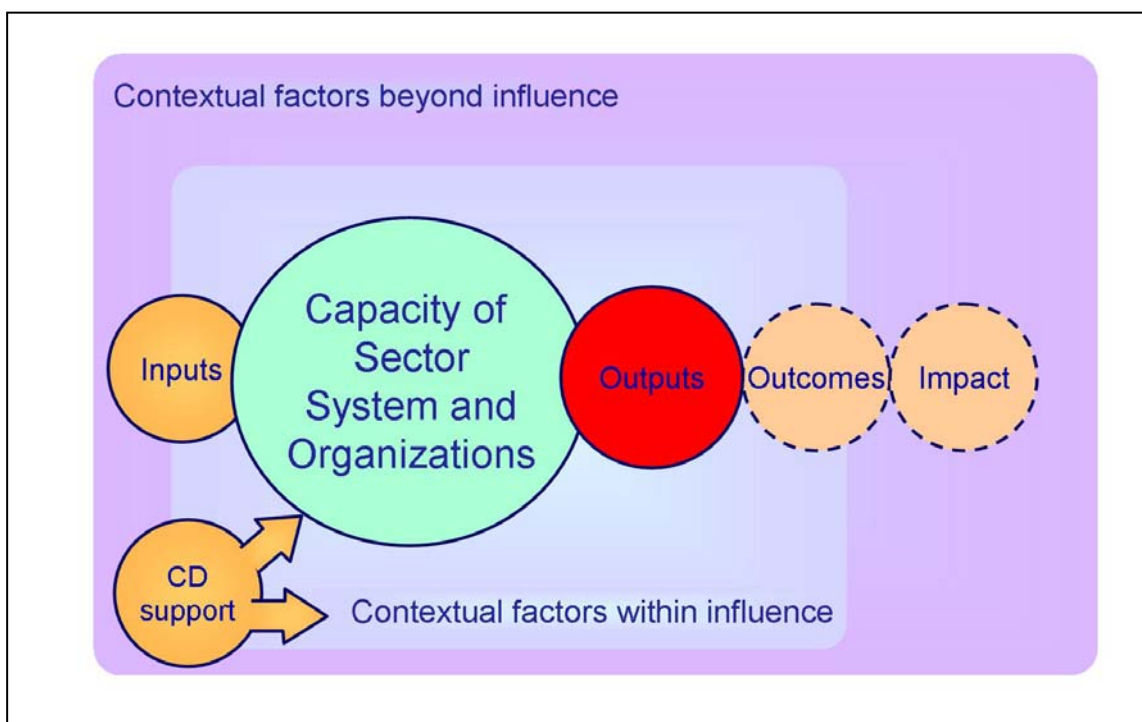 Contextual factors beyond influence
Inputs
Capacity of
Sector
System and
Organizations
Outputs
Outcomes
Impact
CD
support
Contextual factors within influence